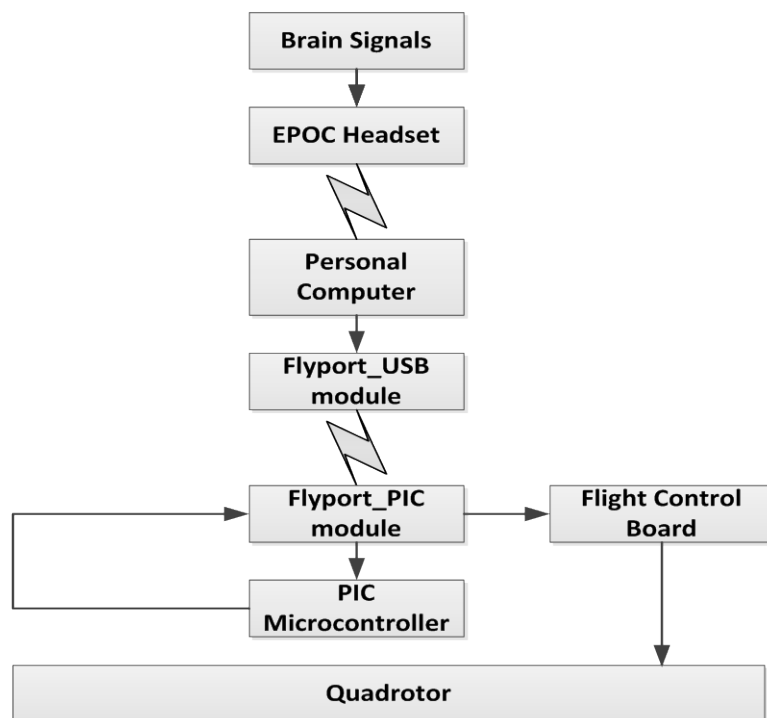 Brain Signals
EPOC Headset
Personal
Computer
Flyport_USB
module
Flyport_PIC
module
Flight Control
Board
PIC
Microcontroller
Quadrotor